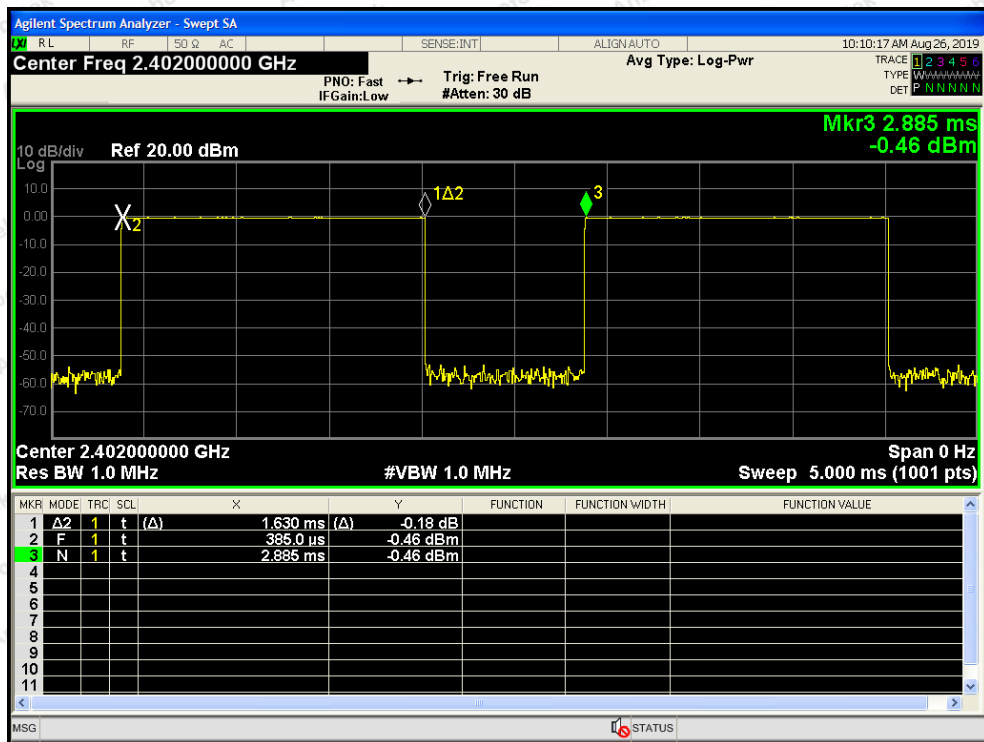 Agilent Spectrum Analyzer - Swept SA
LXI RL RF 50 Ω AC SENSE:INT ALIGNAUTO 10:10:17 AM Aug 26, 2019
Center Freq 2.402000000 GHz Avg Type: Log-Pwr TRACE 1 2 3 4 5 6
PNO: Fast Trig: Free Run TYPE
IFGain:Low #Atten: 30 dB DET P N N N N N
Mkr3 2.885 ms
10 dB/div Ref 20.00 dBm -0.46 dBm
Log
10.0
0.00
-10.0
-20.0
-30.0
-40.0
-50.0
-60.0
-70.0
2
1Δ2
3
Center 2.402000000 GHz Span 0 Hz
Res BW 1.0 MHz #VBW 1.0 MHz Sweep 5.000 ms (1001 pts)
MKR MODE TRC SCL X Y FUNCTION FUNCTION WIDTH FUNCTION VALUE
1 Δ2 1 t (Δ) 1.630 ms (Δ) -0.18 dB
2 F 1 t 385.0 µs -0.46 dBm
3 N 1 t 2.885 ms -0.46 dBm
4
5
6
7
8
9
10
11
MSG STATUS